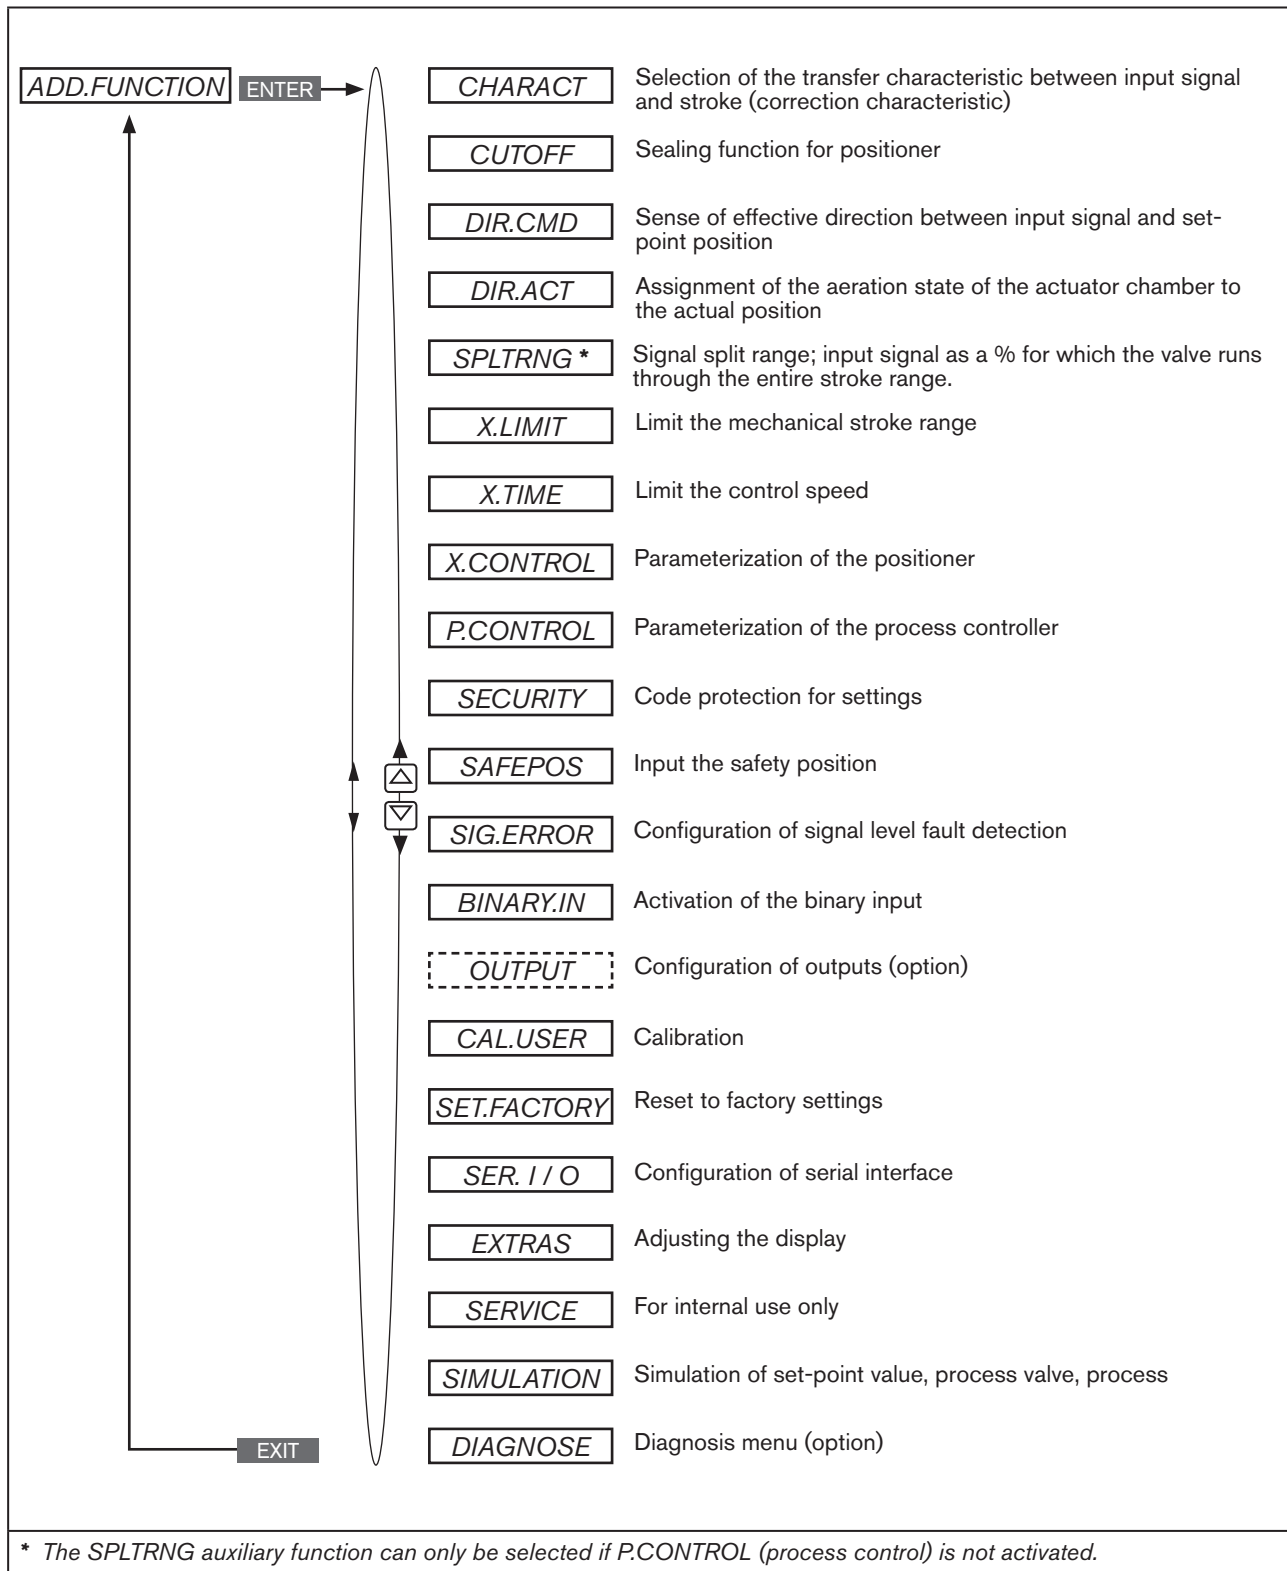 ADD.FUNCTION ENTER
CHARACT Selection of the transfer characteristic between input signal
and stroke (correction characteristic)
CUTOFF Sealing function for positioner
DIR.CMD Sense of effective direction between input signal and set-
point position
DIR.ACT Assignment of the aeration state of the actuator chamber to
the actual position
SPLTRNG * Signal split range; input signal as a % for which the valve runs
through the entire stroke range.
X.LIMIT Limit the mechanical stroke range
X.TIME Limit the control speed
X.CONTROL Parameterization of the positioner
P.CONTROL Parameterization of the process controller
SECURITY Code protection for settings
SAFEPOS Input the safety position
SIG.ERROR Configuration of signal level fault detection
BINARY.IN Activation of the binary input
OUTPUT Configuration of outputs (option)
CAL.USER Calibration
SET.FACTORY Reset to factory settings
SER. I / O Configuration of serial interface
EXTRAS Adjusting the display
SERVICE For internal use only
SIMULATION Simulation of set-point value, process valve, process
EXIT DIAGNOSE Diagnosis menu (option)
* The SPLTRNG auxiliary function can only be selected if P.CONTROL (process control) is not activated.